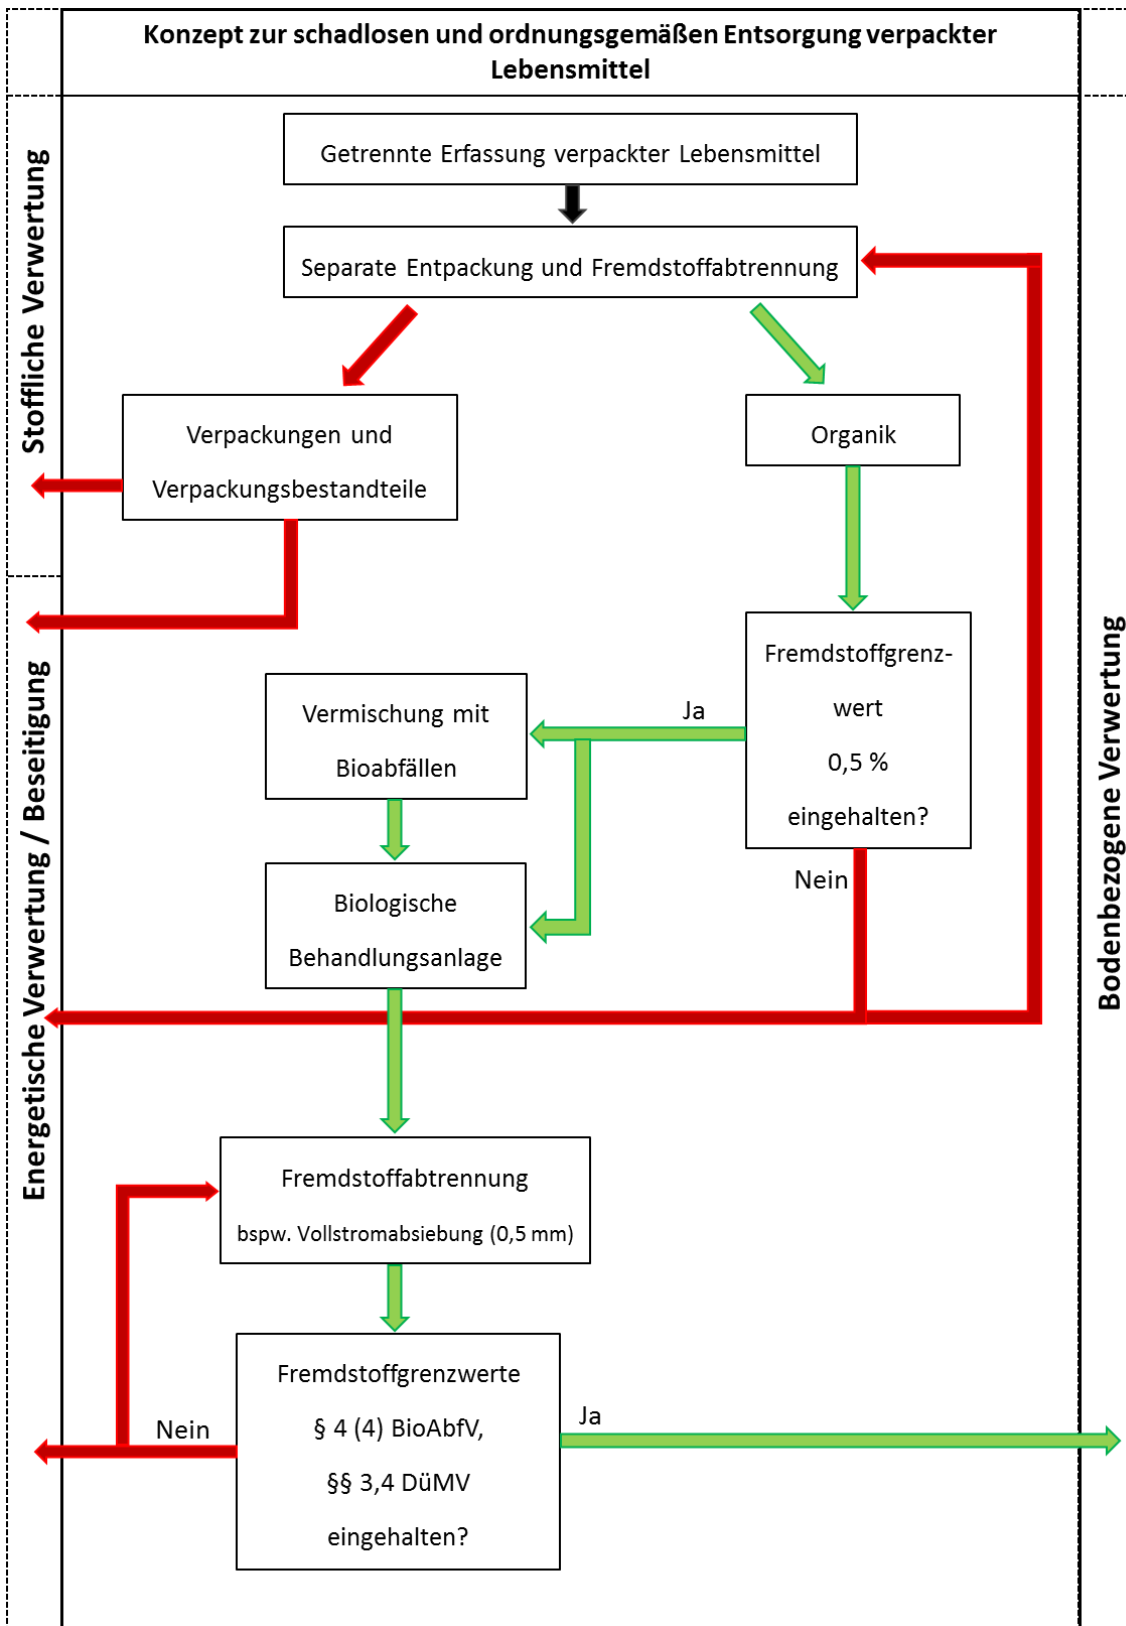 Konzept zur schadlosen und ordnungsgemäßen Entsorgung verpackter
Lebensmittel
Stoffliche Verwertung
Getrennte Erfassung verpackter Lebensmittel
Separate Entpackung und Fremdstoffabtrennung
Verpackungen und
Verpackungsbestandteile
Organik
Energetische Verwertung / Beseitigung
Bodenbezogene Verwertung
Fremdstoffgrenz-
wert
0,5 %
eingehalten?
Ja
Nein
Vermischung mit
Bioabfällen
Biologische
Behandlungsanlage
Fremdstoffabtrennung
bspw. Vollstromabsiebung (0,5 mm)
Fremdstoffgrenzwerte
§ 4 (4) BioAbfV,
§§ 3,4 DüMV
eingehalten?
Nein
Ja